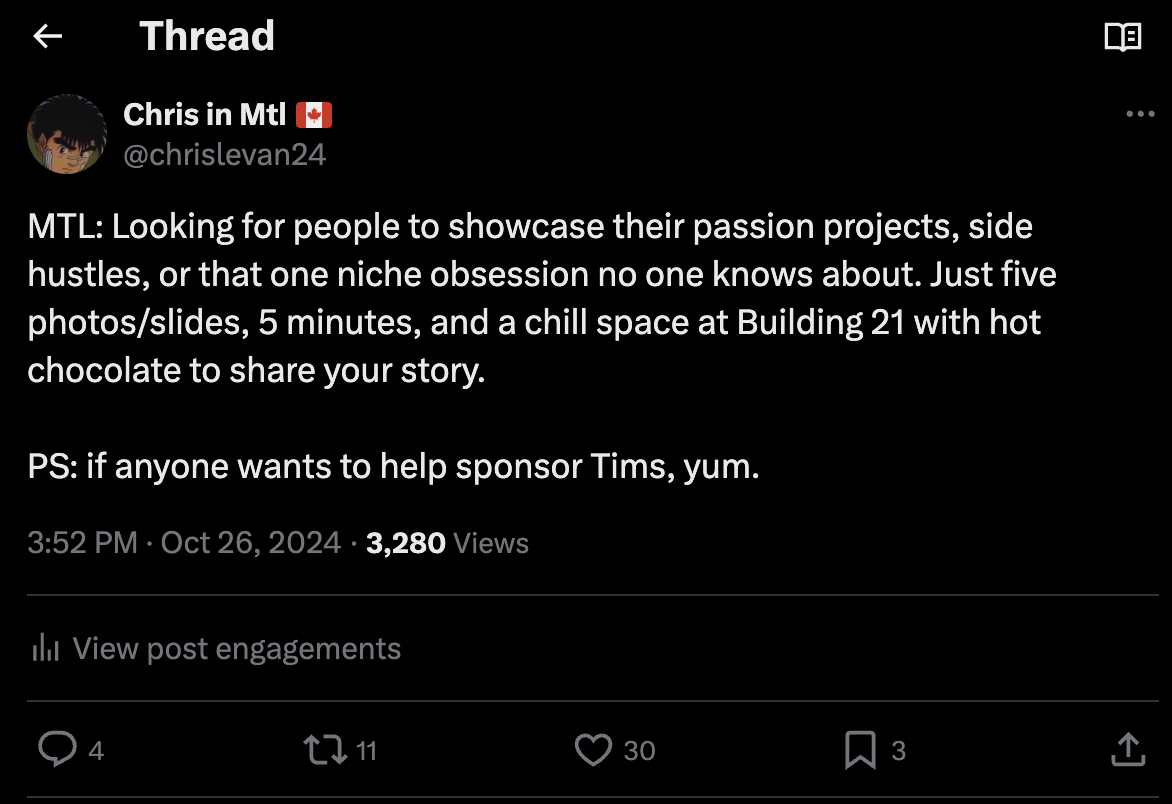 Thread
Chris in Mtl 🇨🇦
@chrislevan24
MTL: Looking for people to showcase their passion projects, side
hustles, or that one niche obsession no one knows about. Just five
photos/slides, 5 minutes, and a chill space at Building 21 with hot
chocolate to share your story.
PS: if anyone wants to help sponsor Tims, yum.
3:52 PM · Oct 26, 2024 · 3,280 Views
View post engagements
4 11 30 3